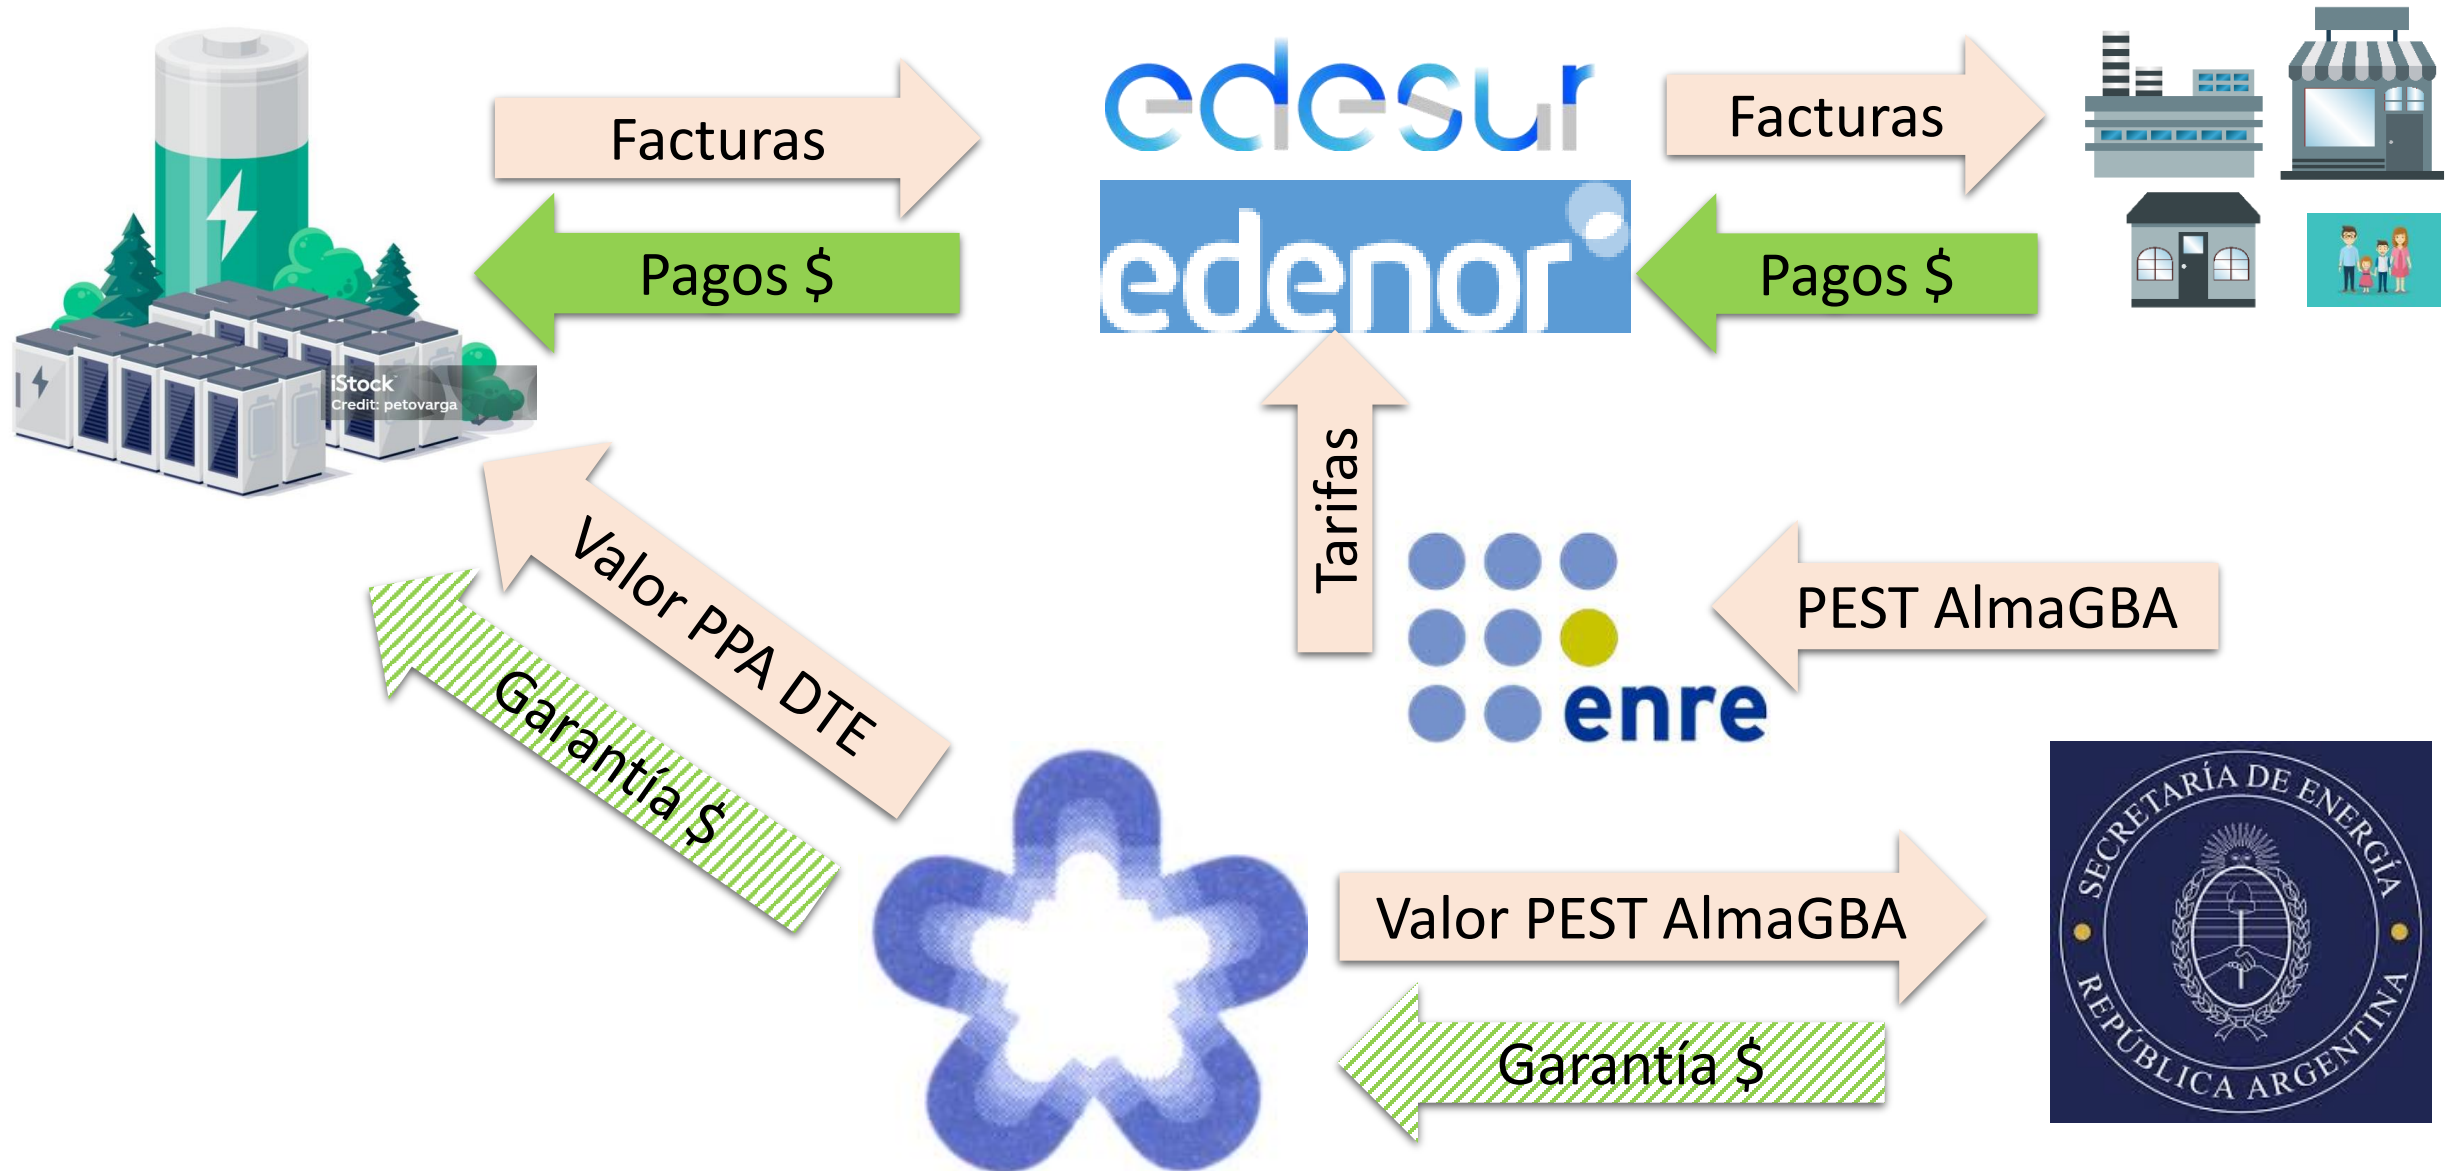 edesur
Facturas
Facturas
edenor
Pagos $
Pagos $
iStock
Credit: petovarga
Tarifas
Valor PPA DTE
PEST AlmaGBA
enre
Garantía $
Valor PEST AlmaGBA
Garantía $
SECRETARÍA DE ENERGÍA
REPÚBLICA ARGENTINA